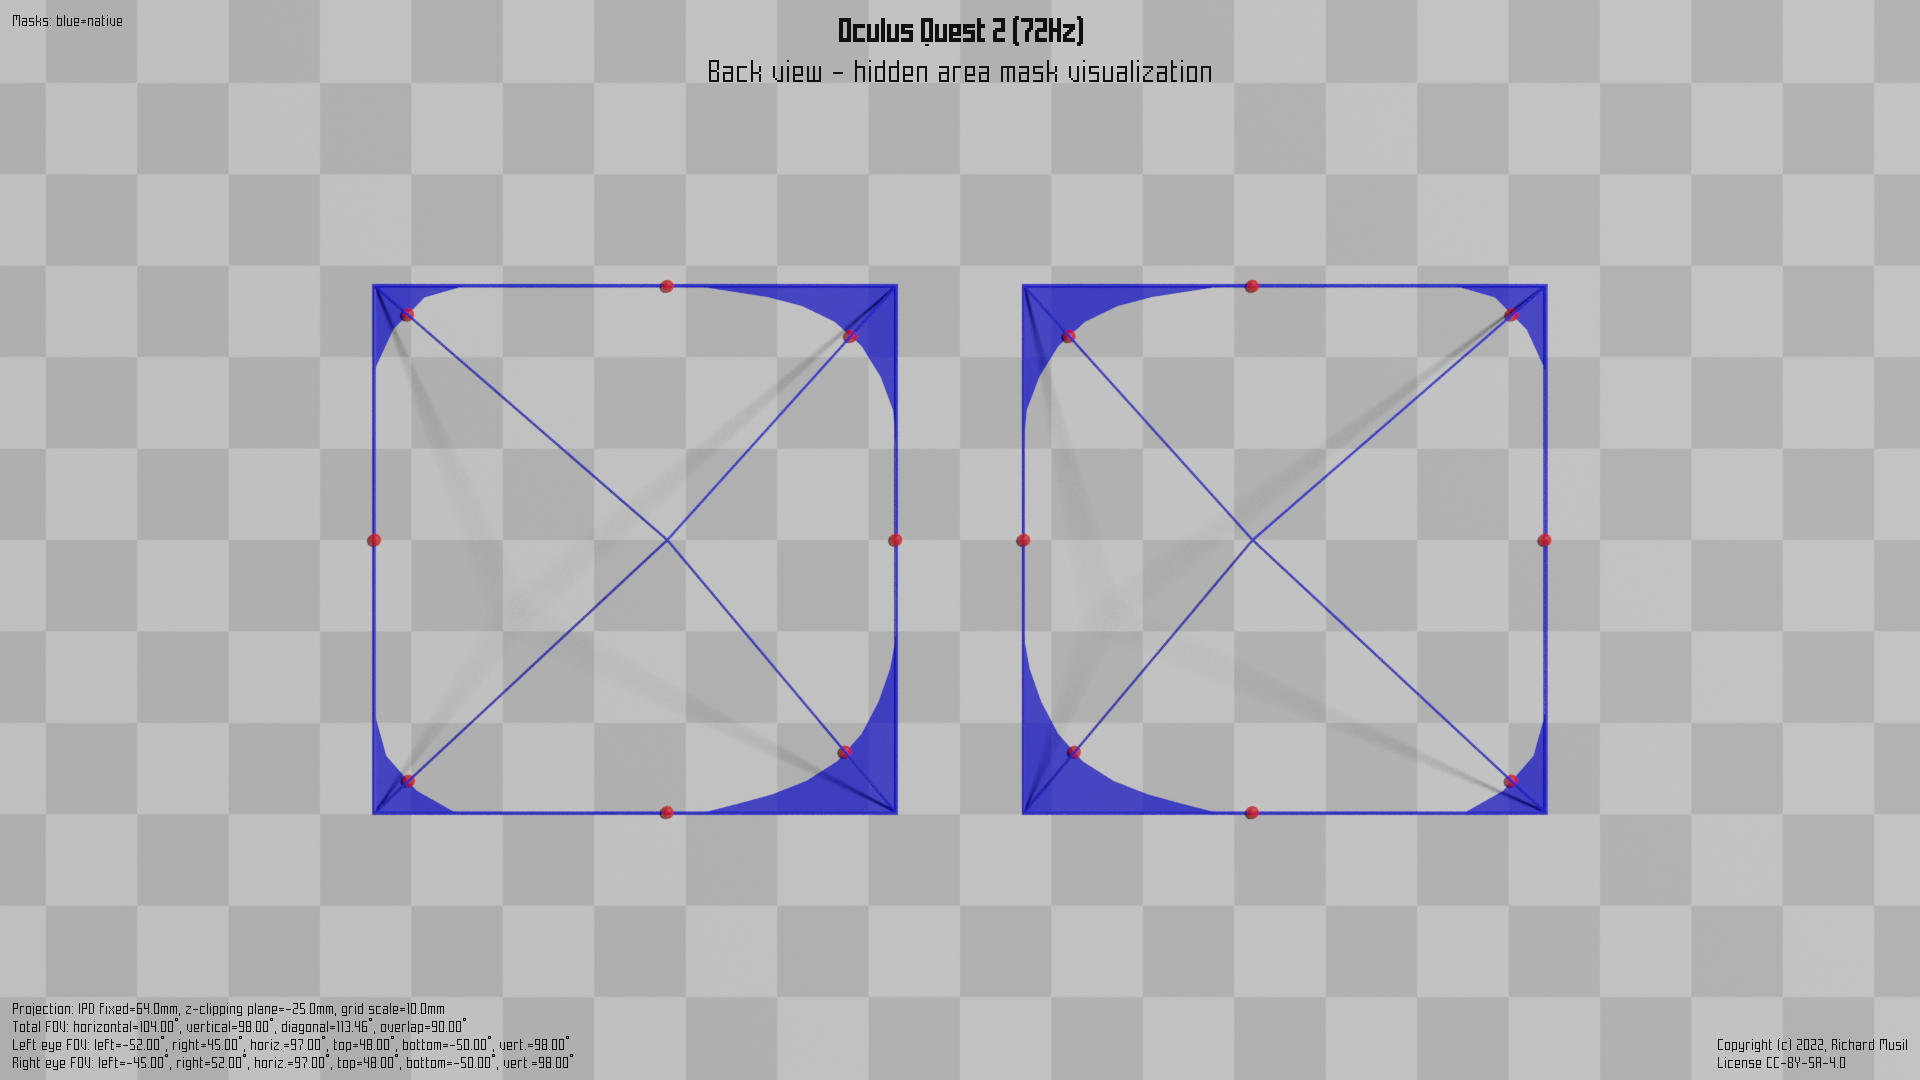 Masks: blue=native
Oculus Quest 2 (72Hz)
Back view - hidden area mask visualization
Projection: IPD fixed=64.0mm, z-clipping plane=-25.0mm, grid scale=10.0mm
Total FOV: horizontal=104.00°, vertical=98.00°, diagonal=113.46°, overlap=90.00°
Left eye FOV: left=-52.00°, right=45.00°, horiz.=97.00°, top=48.00°, bottom=-50.00°, vert.=98.00°
Right eye FOV: left=-45.00°, right=52.00°, horiz.=97.00°, top=48.00°, bottom=-50.00°, vert.=98.00°
Copyright (c) 2022, Richard Musil
License CC-BY-SA-4.0